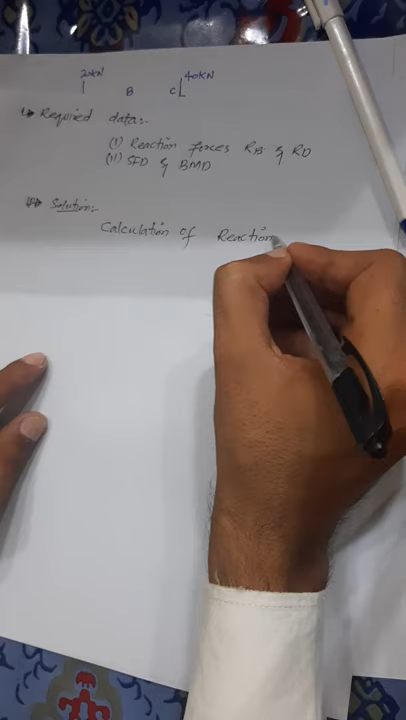 20kN 40kN
B C
Required data:-
(i) Reaction forces RB & RD
(ii) SFD & BMD
Solution:-
Calculation of Reaction